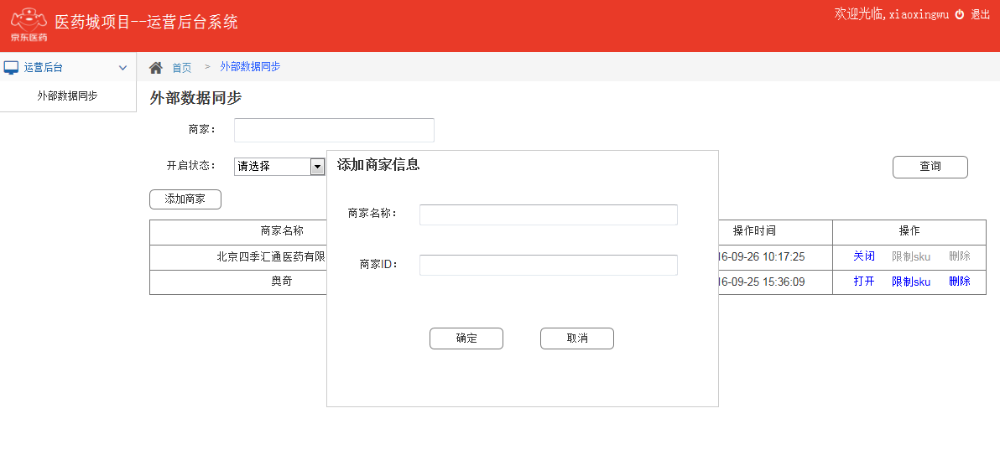 京东医药
医药城项目--运营后台系统
欢迎光临,xiaoxingwu 退出
运营后台
首页 > 外部数据同步
外部数据同步
外部数据同步
商家：
开启状态： 请选择
查询
添加商家
商家名称 操作时间 操作
北京四季汇通医药有限 16-09-26 10:17:25 关闭 限制sku 删除
奥奇 16-09-25 15:36:09 打开 限制sku 删除
添加商家信息
商家名称：
商家ID：
确定 取消